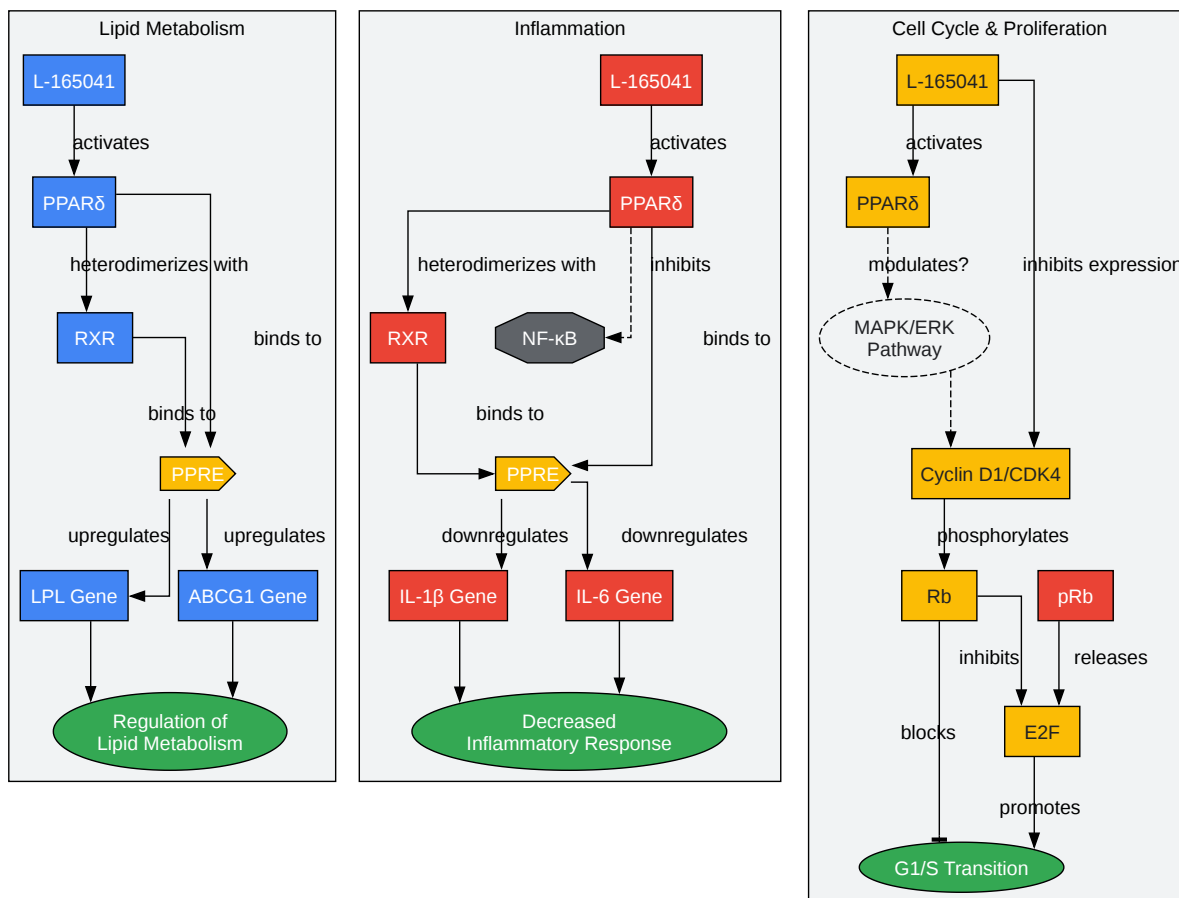 Lipid Metabolism
L-165041
activates
PPARδ
heterodimerizes with
RXR
binds to
binds to
PPRE
upregulates
upregulates
LPL Gene
ABCG1 Gene
Regulation of
Lipid Metabolism
Inflammation
L-165041
activates
PPARδ
heterodimerizes with
inhibits
RXR
NF-κB
binds to
binds to
PPRE
downregulates
downregulates
IL-1β Gene
IL-6 Gene
Decreased
Inflammatory Response
Cell Cycle & Proliferation
L-165041
activates
PPARδ
modulates?
inhibits expression
MAPK/ERK
Pathway
Cyclin D1/CDK4
phosphorylates
Rb
pRb
inhibits
releases
blocks
E2F
promotes
G1/S Transition